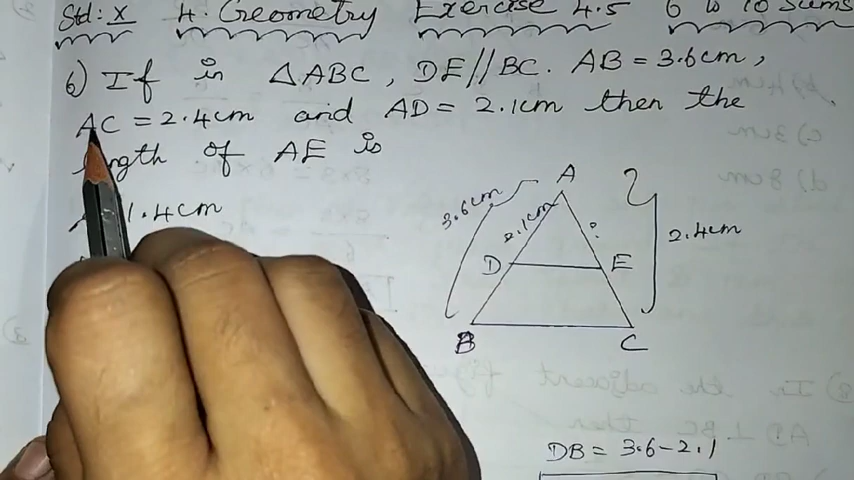 Std: X 4. Geometry Exercise 4.5 6 to 10 Sums
6) If in △ABC, DE//BC. AB = 3.6cm,
AC = 2.4cm and AD = 2.1cm then the
length of AE is
1.4cm
A
3.6cm
2.1cm
?
2.4cm
D
E
B
C
DB = 3.6-2.1